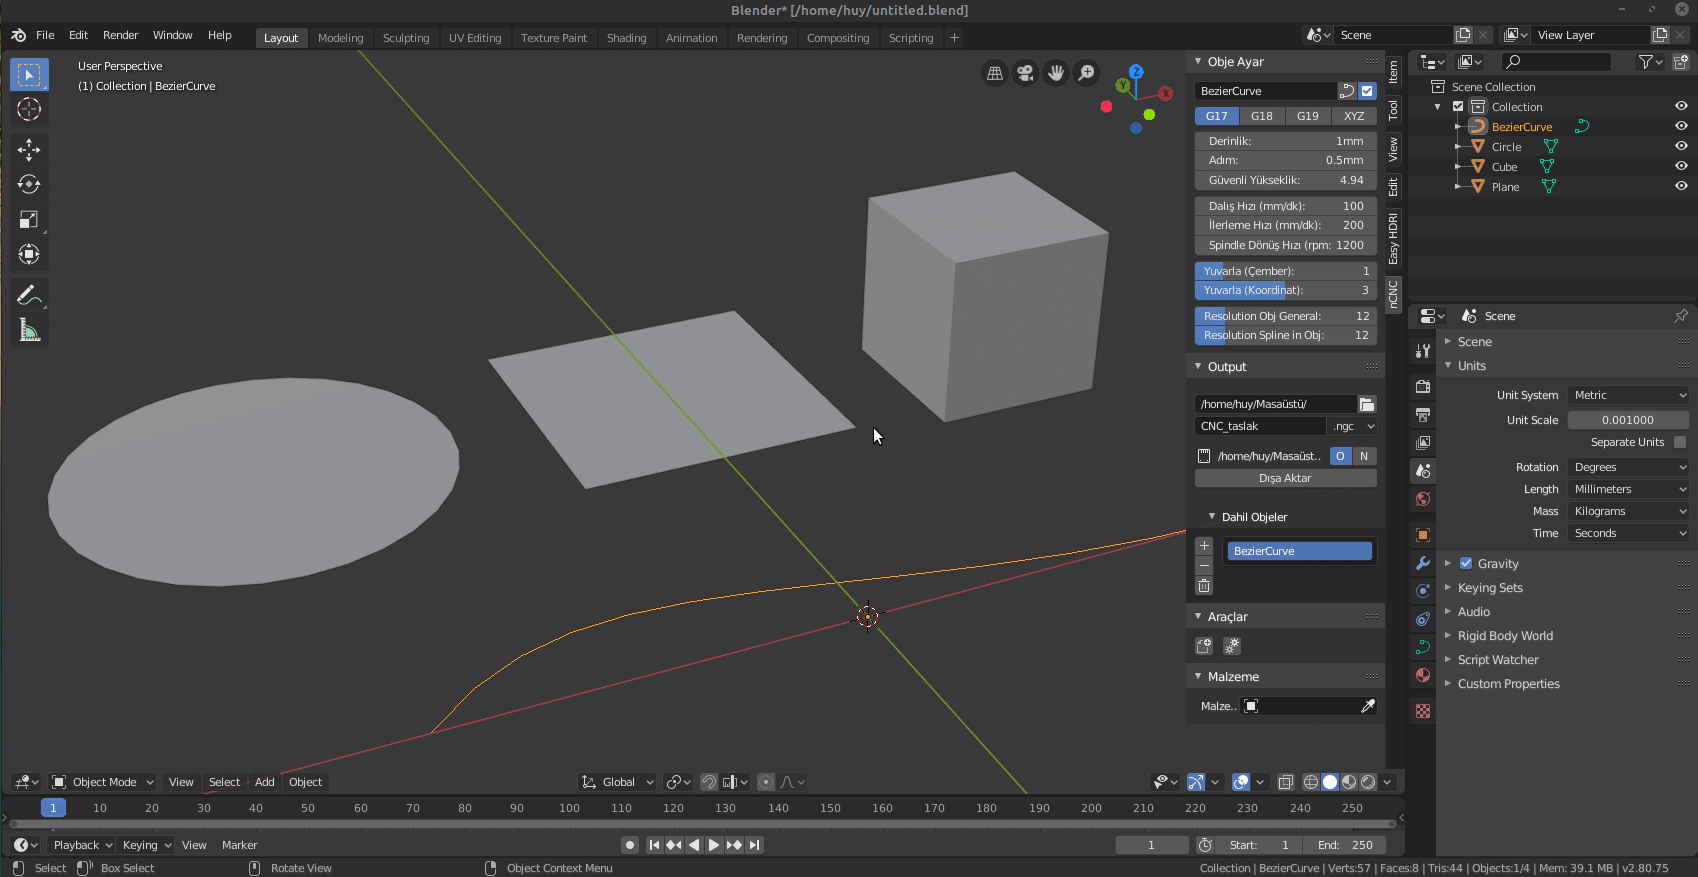 Blender* [/home/huy/untitled.blend]
File Edit Render Window Help Layout Modeling Sculpting UV Editing Texture Paint Shading Animation Rendering Compositing Scripting + Scene View Layer
User Perspective
(1) Collection | BezierCurve
Z
Y
X
Obje Ayar
BezierCurve
G17 G18 G19 XYZ
Derinlik: 1mm
Adım: 0.5mm
Güvenli Yükseklik: 4.94
Dalış Hızı (mm/dk): 100
İlerleme Hızı (mm/dk): 200
Spindle Dönüş Hızı (rpm: 1200
Yuvarla (Çember): 1
Yuvarla (Koordinat): 3
Resolution Obj General: 12
Resolution Spline in Obj: 12
Output
/home/huy/Masaüstü/
CNC_taslak .ngc
/home/huy/Masaüst.. O N
Dışa Aktar
Dahil Objeler
BezierCurve
Araçlar
Malzeme
Malze..
Item
Tool
View
Edit
Easy HDRI
nCNC
Scene Collection
Collection
BezierCurve
Circle
Cube
Plane
Scene
Scene
Units
Unit System Metric
Unit Scale 0.001000
Separate Units
Rotation Degrees
Length Millimeters
Mass Kilograms
Time Seconds
Gravity
Keying Sets
Audio
Rigid Body World
Script Watcher
Custom Properties
Object Mode View Select Add Object Global
1 10 20 30 40 50 60 70 80 90 100 110 120 130 140 150 160 170 180 190 200 210 220 230 240 250
Playback Keying View Marker 1 Start: 1 End: 250
Select Box Select Rotate View Object Context Menu Collection | BezierCurve | Verts:57 | Faces:8 | Tris:44 | Objects:1/4 | Mem: 39.1 MB | v2.80.75